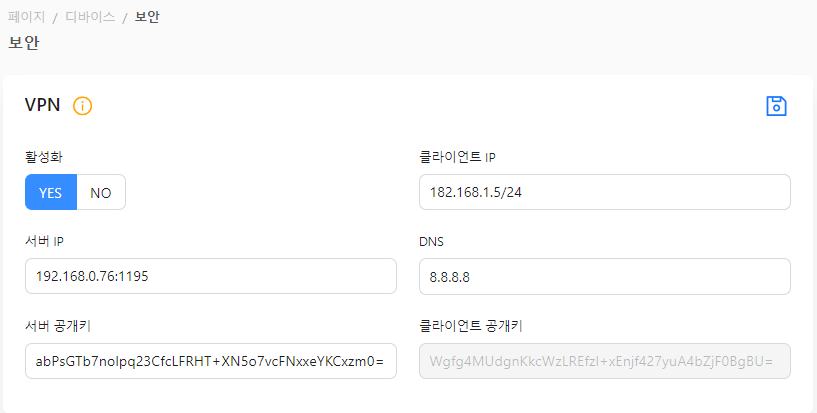 페이지 / 디바이스 / 보안
보안
VPN
활성화
클라이언트 IP
YES NO
182.168.1.5/24
서버 IP
DNS
192.168.0.76:1195
8.8.8.8
서버 공개키
클라이언트 공개키
abPsGTb7noIpq23CfcLFRHT+XN5o7vcFNxxeYKCxzm0=
Wgfg4MUdgnKkcWzLREfzI+xEnjf427yuA4bZjF0BgBU=